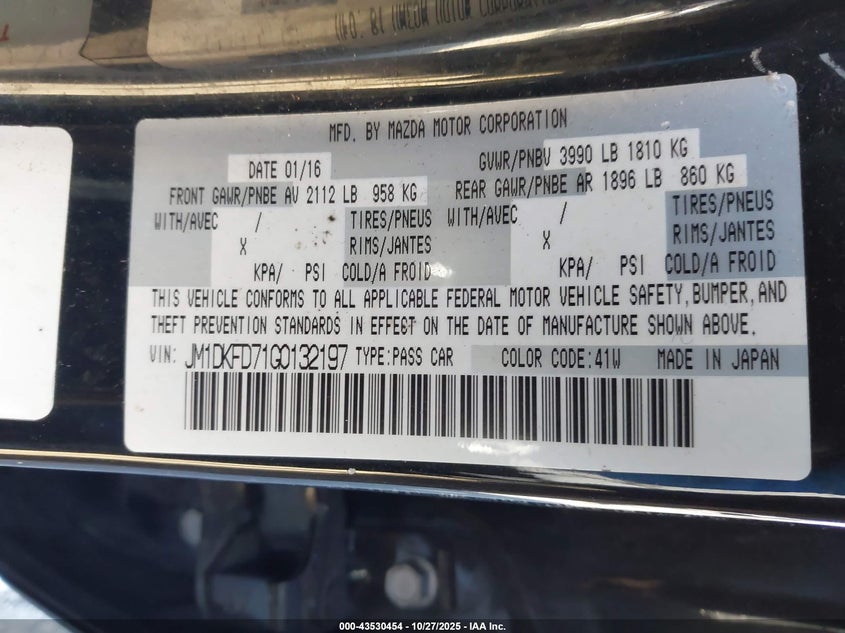 MFD. BY MAZDA MOTOR CORPORATION
DATE 01/16
GVWR/PNBV 3990 LB 1810 KG
FRONT GAWR/PNBE AV 2112 LB 958 KG
REAR GAWR/PNBE AR 1896 LB 860 KG
WITH/AVEC / TIRES/PNEUS WITH/AVEC / TIRES/PNEUS
X RIMS/JANTES X RIMS/JANTES
KPA/ PSI COLD/A FROID KPA/ PSI COLD/A FROID
THIS VEHICLE CONFORMS TO ALL APPLICABLE FEDERAL MOTOR VEHICLE SAFETY, BUMPER, AND
THEFT PREVENTION STANDARDS IN EFFECT ON THE DATE OF MANUFACTURE SHOWN ABOVE.
VIN: JM1DKFD71G0132197 TYPE:PASS CAR COLOR CODE:41W MADE IN JAPAN
000-43530454 - 10/27/2025 - IAA Inc.